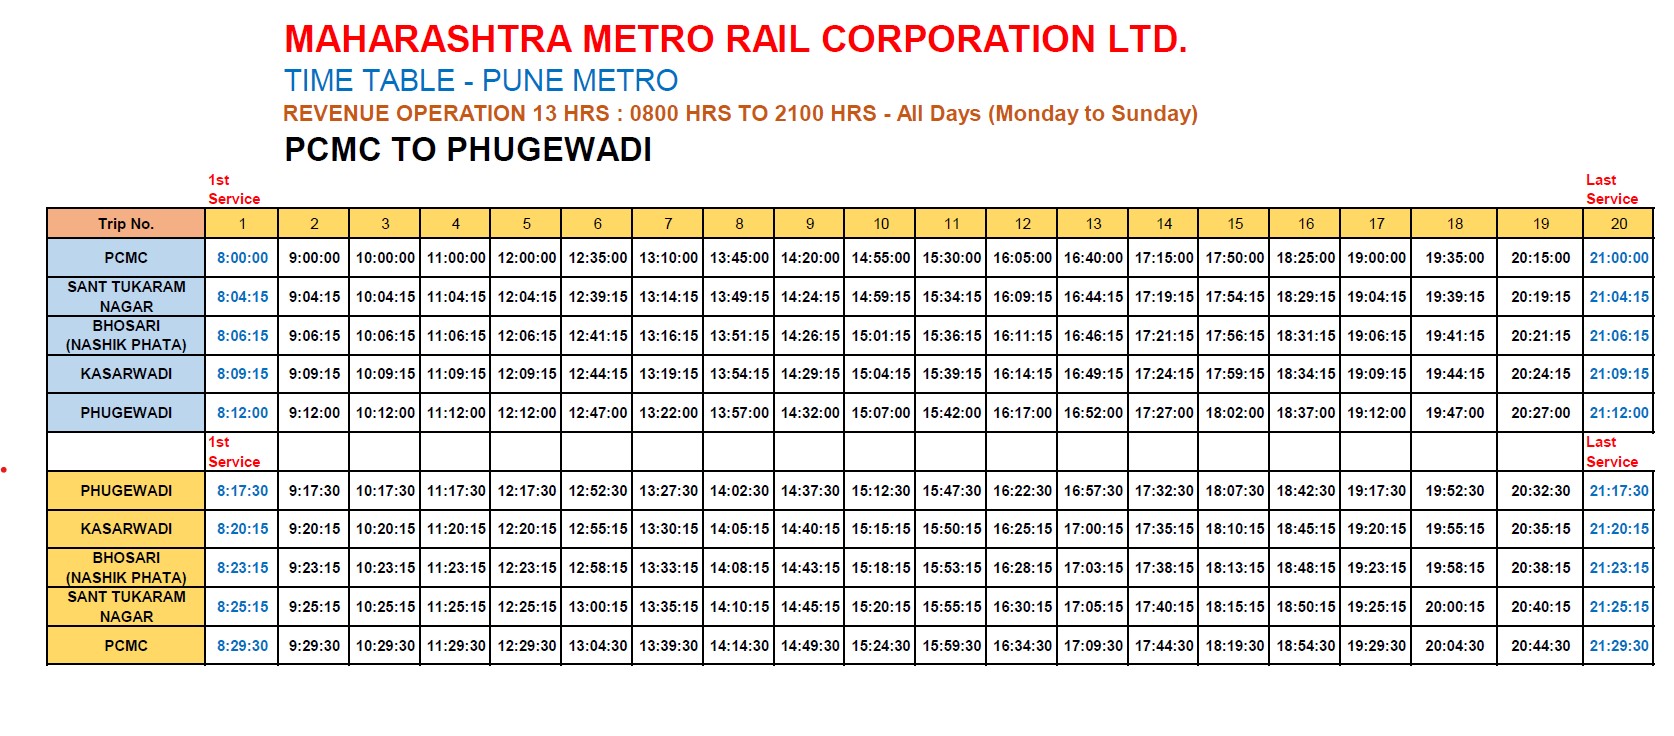 MAHARASHTRA METRO RAIL CORPORATION LTD.
TIME TABLE - PUNE METRO
REVENUE OPERATION 13 HRS : 0800 HRS TO 2100 HRS - All Days (Monday to Sunday)
PCMC TO PHUGEWADI
1st Last
Service Service
Trip No. 1 2 3 4 5 6 7 8 9 10 11 12 13 14 15 16 17 18 19 20
PCMC 8:00:00 9:00:00 10:00:00 11:00:00 12:00:00 12:35:00 13:10:00 13:45:00 14:20:00 14:55:00 15:30:00 16:05:00 16:40:00 17:15:00 17:50:00 18:25:00 19:00:00 19:35:00 20:15:00 21:00:00
SANT TUKARAM
NAGAR 8:04:15 9:04:15 10:04:15 11:04:15 12:04:15 12:39:15 13:14:15 13:49:15 14:24:15 14:59:15 15:34:15 16:09:15 16:44:15 17:19:15 17:54:15 18:29:15 19:04:15 19:39:15 20:19:15 21:04:15
BHOSARI
(NASHIK PHATA) 8:06:15 9:06:15 10:06:15 11:06:15 12:06:15 12:41:15 13:16:15 13:51:15 14:26:15 15:01:15 15:36:15 16:11:15 16:46:15 17:21:15 17:56:15 18:31:15 19:06:15 19:41:15 20:21:15 21:06:15
KASARWADI 8:09:15 9:09:15 10:09:15 11:09:15 12:09:15 12:44:15 13:19:15 13:54:15 14:29:15 15:04:15 15:39:15 16:14:15 16:49:15 17:24:15 17:59:15 18:34:15 19:09:15 19:44:15 20:24:15 21:09:15
PHUGEWADI 8:12:00 9:12:00 10:12:00 11:12:00 12:12:00 12:47:00 13:22:00 13:57:00 14:32:00 15:07:00 15:42:00 16:17:00 16:52:00 17:27:00 18:02:00 18:37:00 19:12:00 19:47:00 20:27:00 21:12:00
1st Last
Service Service
PHUGEWADI 8:17:30 9:17:30 10:17:30 11:17:30 12:17:30 12:52:30 13:27:30 14:02:30 14:37:30 15:12:30 15:47:30 16:22:30 16:57:30 17:32:30 18:07:30 18:42:30 19:17:30 19:52:30 20:32:30 21:17:30
KASARWADI 8:20:15 9:20:15 10:20:15 11:20:15 12:20:15 12:55:15 13:30:15 14:05:15 14:40:15 15:15:15 15:50:15 16:25:15 17:00:15 17:35:15 18:10:15 18:45:15 19:20:15 19:55:15 20:35:15 21:20:15
BHOSARI
(NASHIK PHATA) 8:23:15 9:23:15 10:23:15 11:23:15 12:23:15 12:58:15 13:33:15 14:08:15 14:43:15 15:18:15 15:53:15 16:28:15 17:03:15 17:38:15 18:13:15 18:48:15 19:23:15 19:58:15 20:38:15 21:23:15
SANT TUKARAM
NAGAR 8:25:15 9:25:15 10:25:15 11:25:15 12:25:15 13:00:15 13:35:15 14:10:15 14:45:15 15:20:15 15:55:15 16:30:15 17:05:15 17:40:15 18:15:15 18:50:15 19:25:15 20:00:15 20:40:15 21:25:15
PCMC 8:29:30 9:29:30 10:29:30 11:29:30 12:29:30 13:04:30 13:39:30 14:14:30 14:49:30 15:24:30 15:59:30 16:34:30 17:09:30 17:44:30 18:19:30 18:54:30 19:29:30 20:04:30 20:44:30 21:29:30